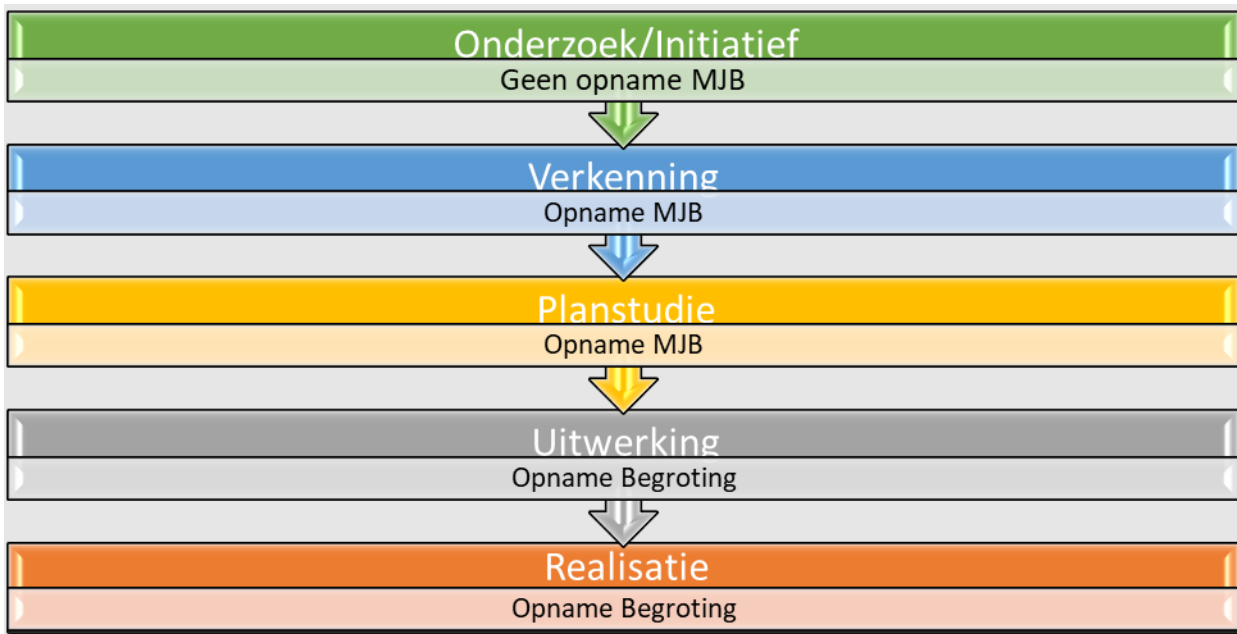 Onderzoek/Initiatief
Geen opname MJB
Verkenning
Opname MJB
Planstudie
Opname MJB
Uitwerking
Opname Begroting
Realisatie
Opname Begroting